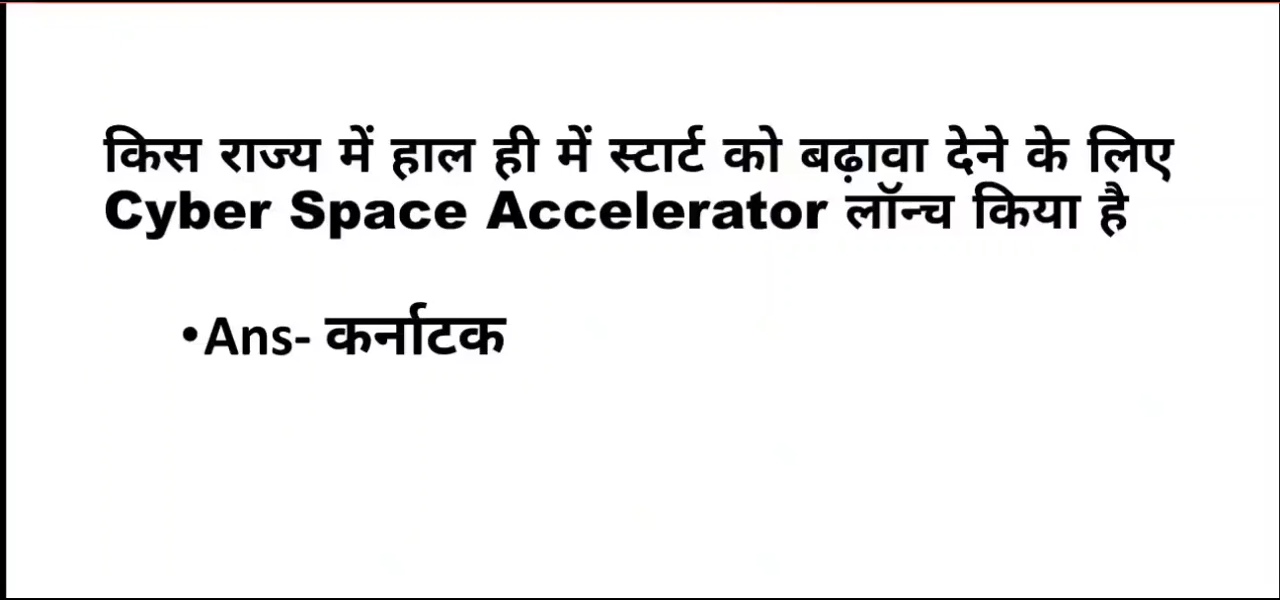 किस राज्य में हाल ही में स्टार्ट को बढ़ावा देने के लिए
Cyber Space Accelerator लॉन्च किया है
•Ans- कर्नाटक